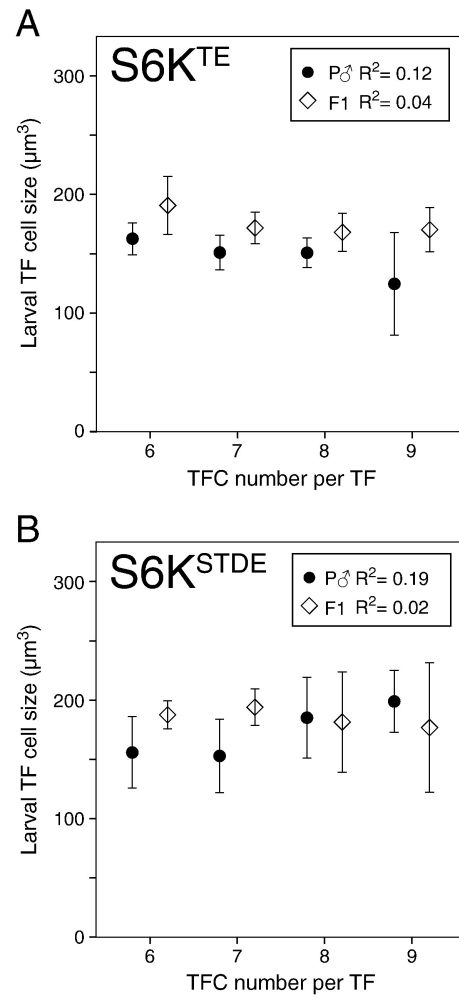 A
S6K^TE
P♂ R²= 0.12
F1 R²= 0.04
300
200
100
0
Larval TF cell size (μm³)
6 7 8 9
TFC number per TF
B
S6K^STDE
P♂ R²= 0.19
F1 R²= 0.02
300
200
100
0
Larval TF cell size (μm³)
6 7 8 9
TFC number per TF